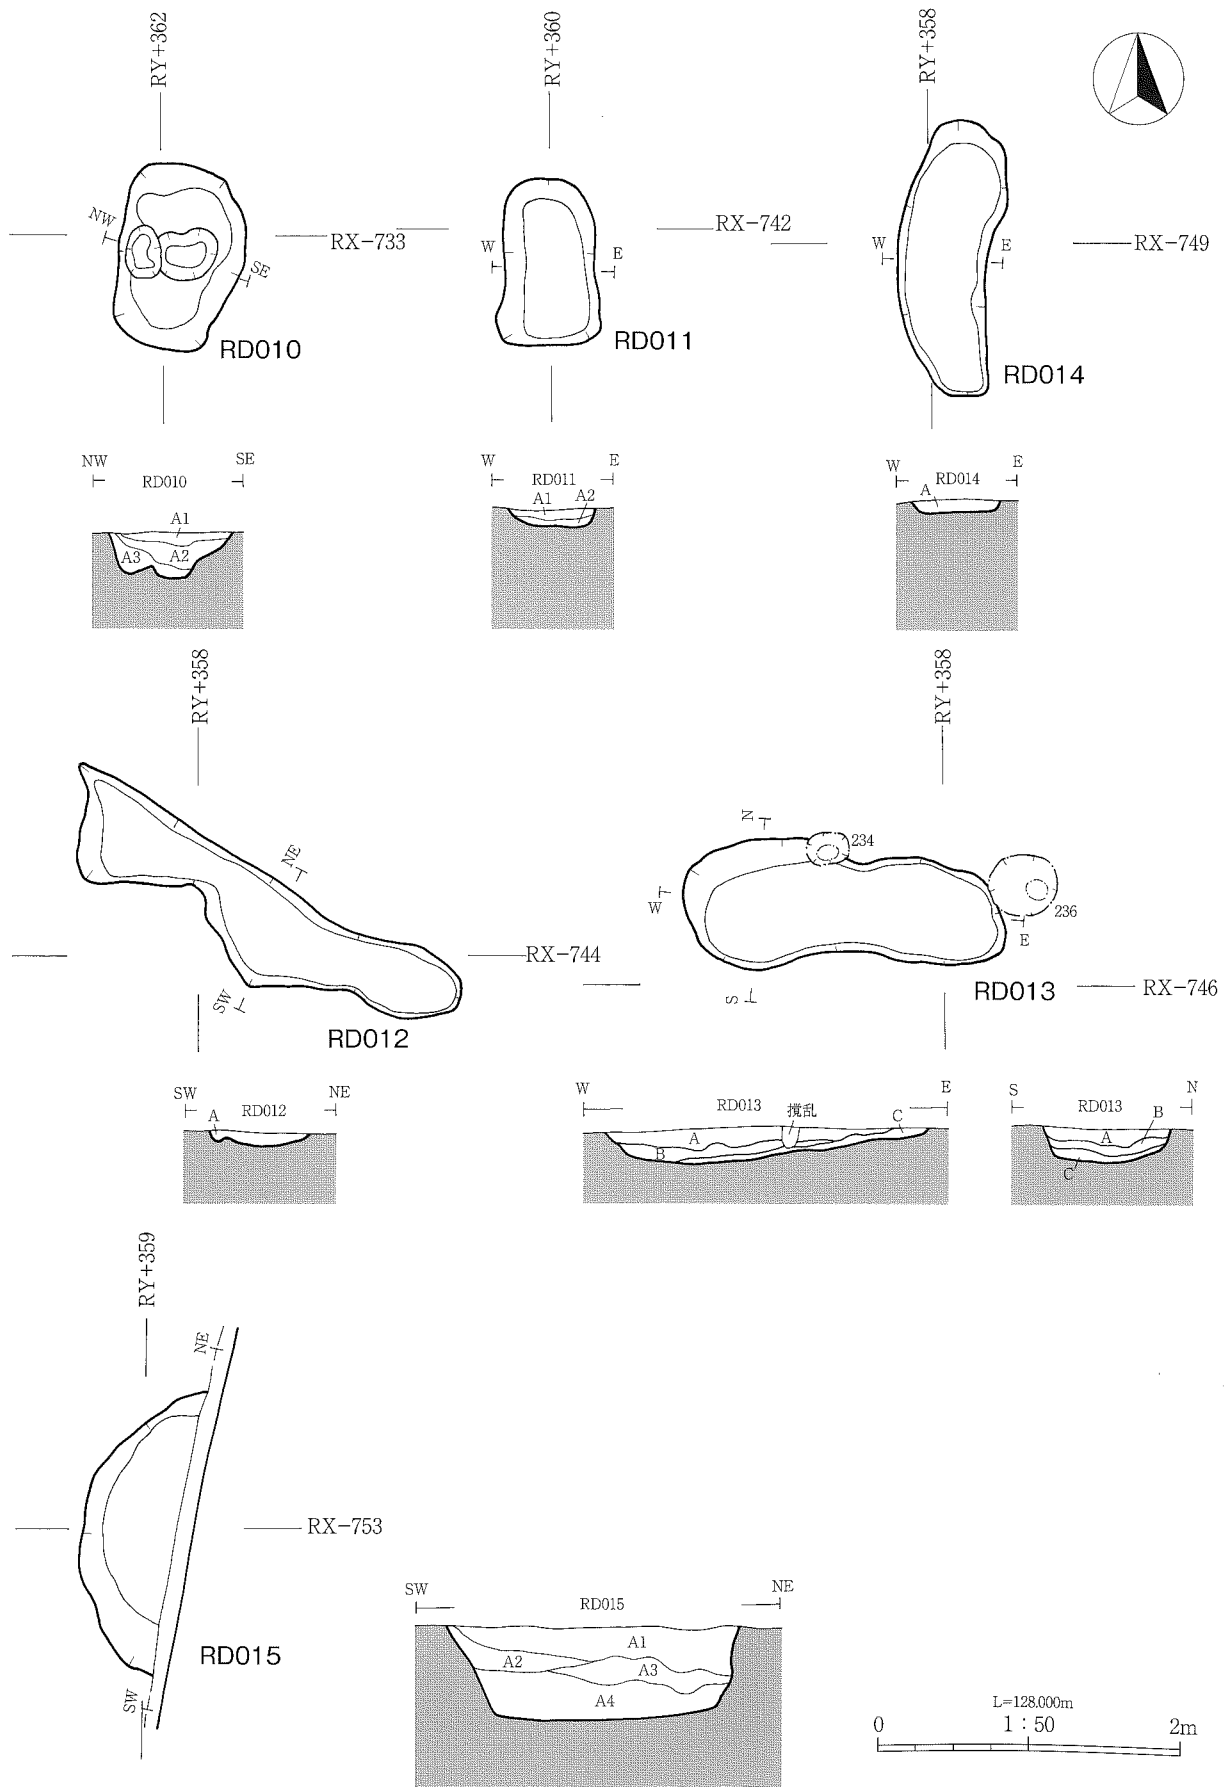 RY+362
RY+360
RY+358
NW
SE
RX-733
RD010
W
E
RX-742
RD011
W
E
RX-749
RD014
NW
SE
RD010
A1
A2
A3
W
E
RD011
A1
A2
W
E
RD014
A
RY+358
RY+358
NE
SW
RX-744
RD012
N
234
W
236
E
S
RD013
RX-746
SW
NE
RD012
A
W
E
RD013
撹乱
C
A
B
S
N
RD013
B
A
C
RY+359
NE
RX-753
RD015
SW
SW
NE
RD015
A1
A2
A3
A4
L=128.000m
0
1：50
2m